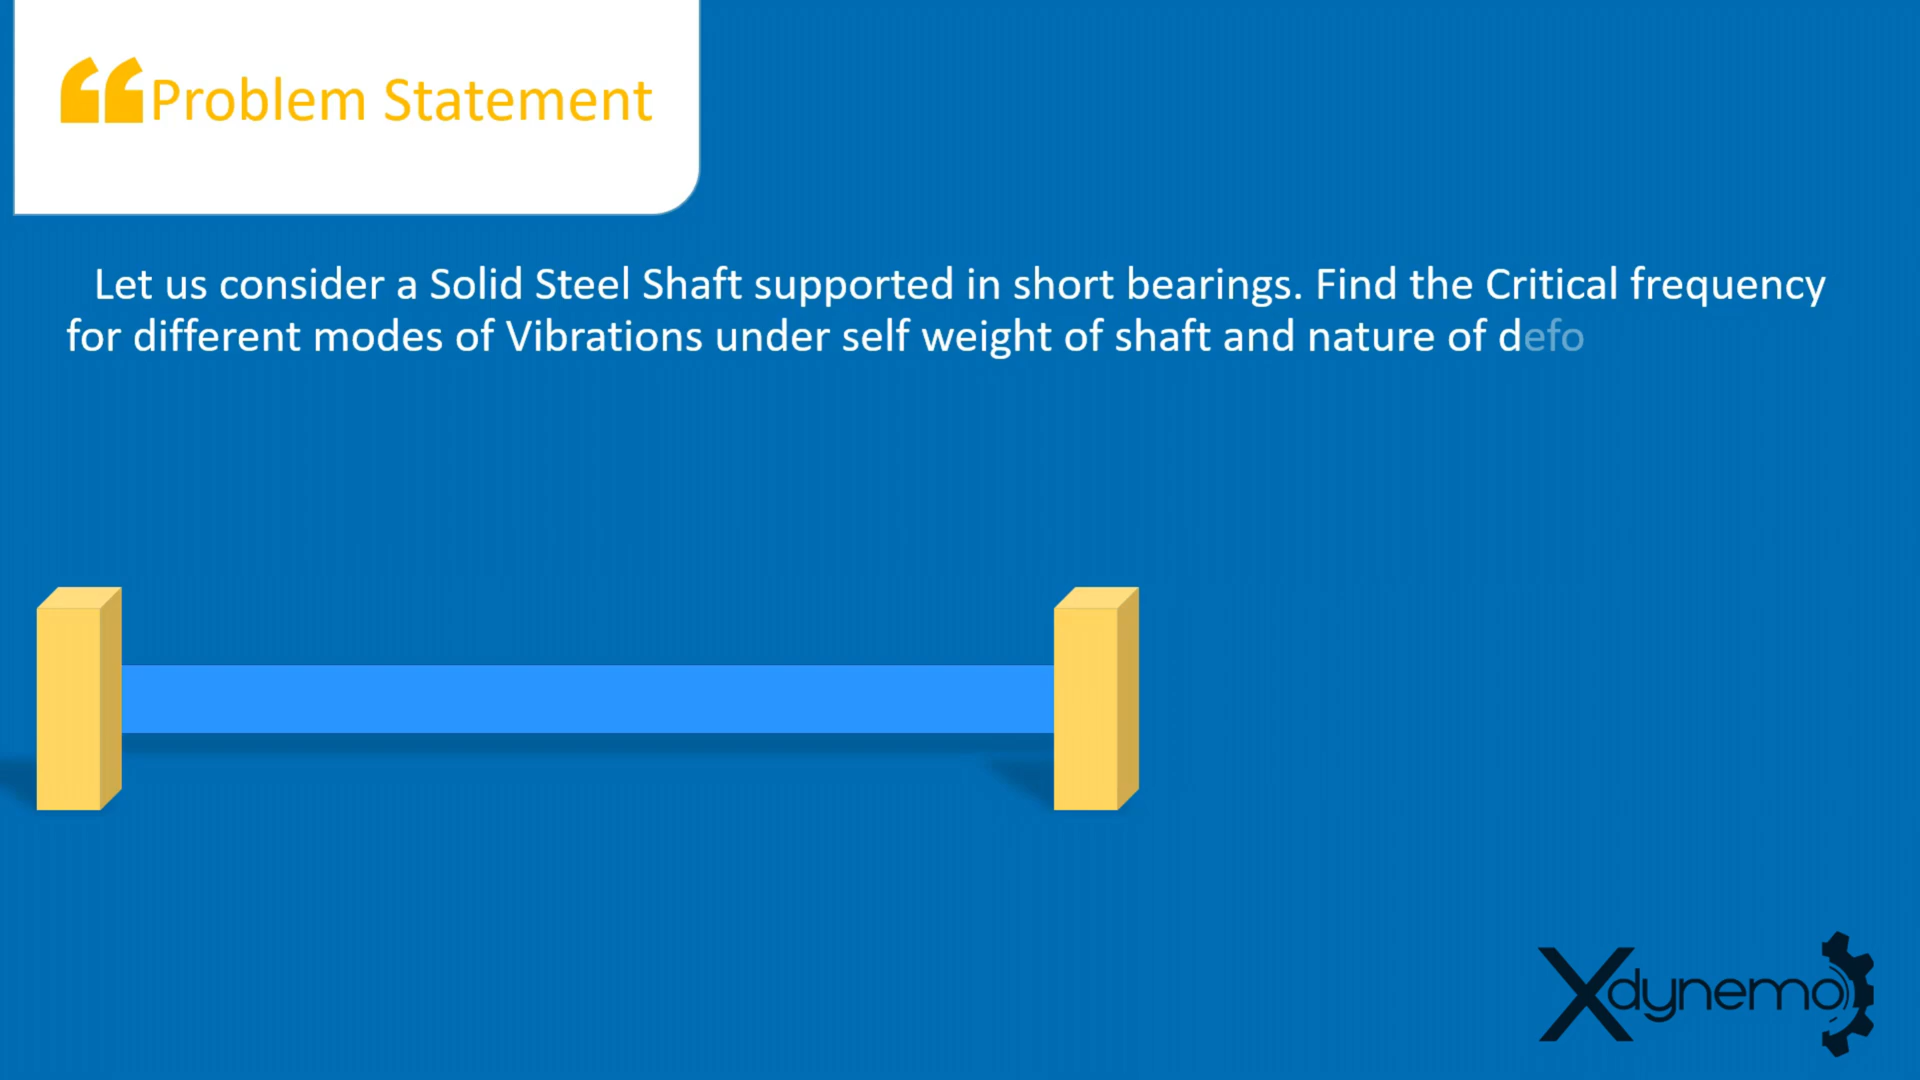 Problem Statement
Let us consider a Solid Steel Shaft supported in short bearings. Find the Critical frequency
for different modes of Vibrations under self weight of shaft and nature of defo
Xdynemo